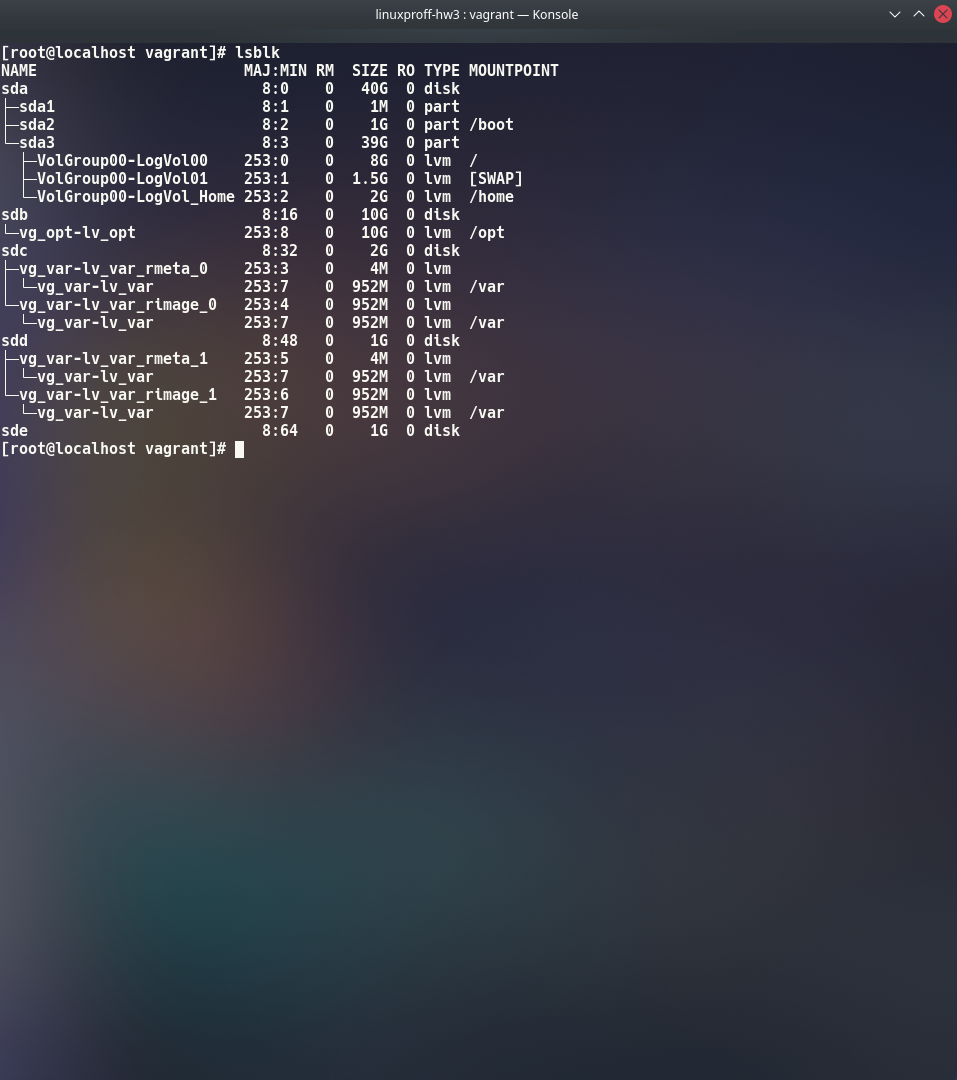 linuxproff-hw3 : vagrant — Konsole
[root@localhost vagrant]# lsblk
NAME                       MAJ:MIN RM  SIZE RO TYPE MOUNTPOINT
sda                          8:0    0   40G  0 disk
├─sda1                       8:1    0    1M  0 part
├─sda2                       8:2    0    1G  0 part /boot
└─sda3                       8:3    0   39G  0 part
  ├─VolGroup00-LogVol00    253:0    0    8G  0 lvm  /
  ├─VolGroup00-LogVol01    253:1    0  1.5G  0 lvm  [SWAP]
  └─VolGroup00-LogVol_Home 253:2    0    2G  0 lvm  /home
sdb                          8:16   0   10G  0 disk
└─vg_opt-lv_opt            253:8    0   10G  0 lvm  /opt
sdc                          8:32   0    2G  0 disk
├─vg_var-lv_var_rmeta_0    253:3    0    4M  0 lvm
│ └─vg_var-lv_var          253:7    0  952M  0 lvm  /var
└─vg_var-lv_var_rimage_0   253:4    0  952M  0 lvm
  └─vg_var-lv_var          253:7    0  952M  0 lvm  /var
sdd                          8:48   0    1G  0 disk
├─vg_var-lv_var_rmeta_1    253:5    0    4M  0 lvm
│ └─vg_var-lv_var          253:7    0  952M  0 lvm  /var
└─vg_var-lv_var_rimage_1   253:6    0  952M  0 lvm
  └─vg_var-lv_var          253:7    0  952M  0 lvm  /var
sde                          8:64   0    1G  0 disk
[root@localhost vagrant]#